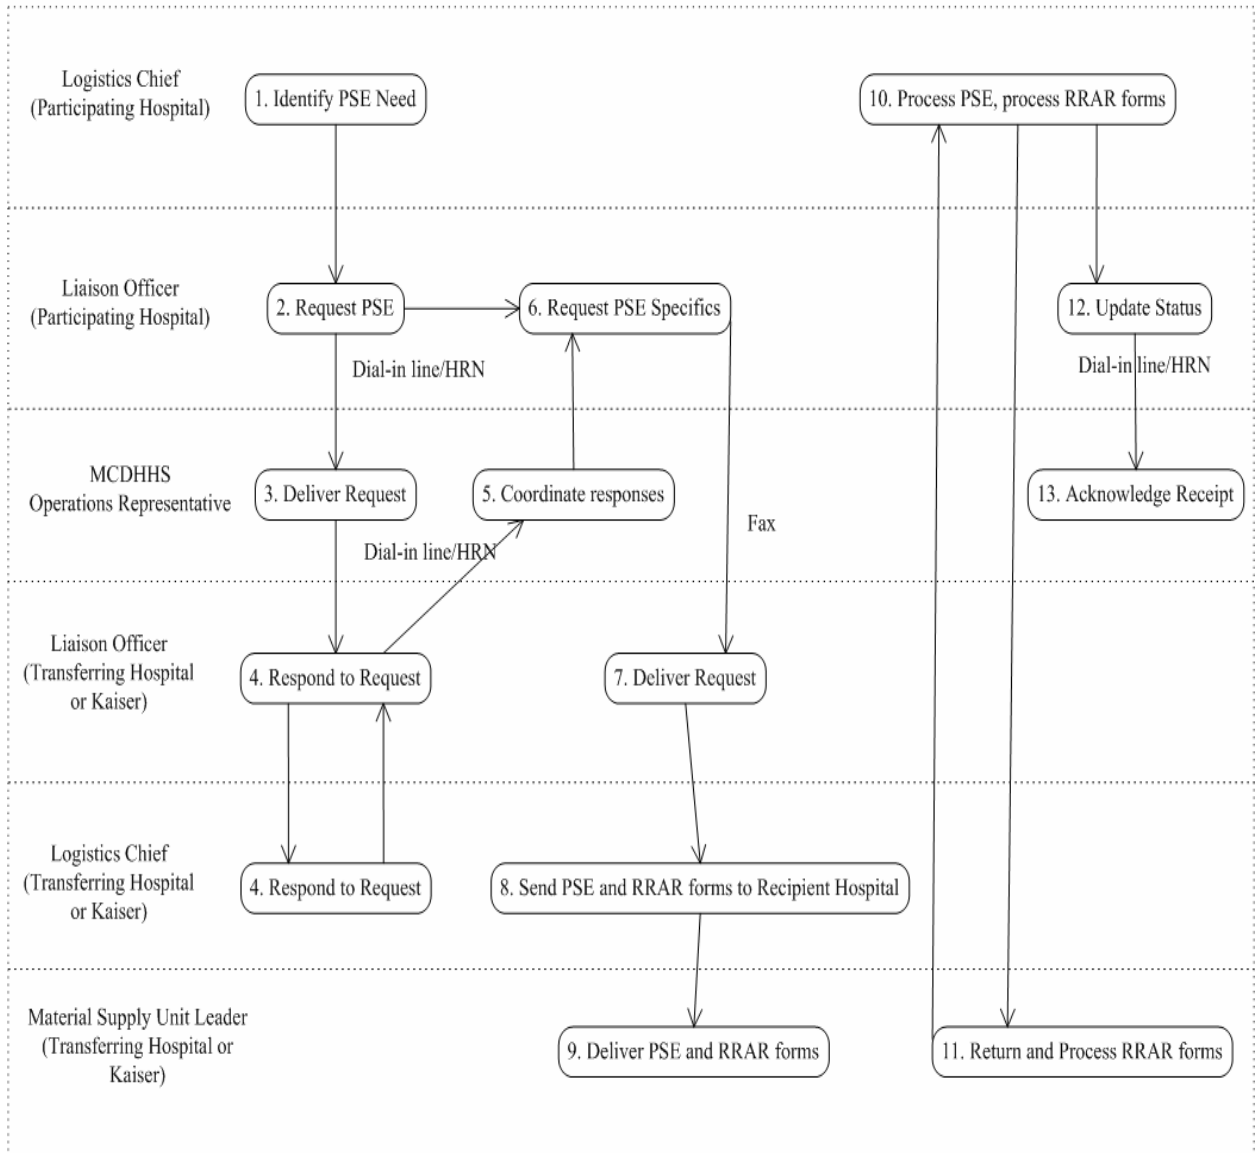 Logistics Chief
(Participating Hospital)
1. Identify PSE Need
10. Process PSE, process RRAR forms
Liaison Officer
(Participating Hospital)
2. Request PSE
6. Request PSE Specifics
12. Update Status
Dial-in line/HRN
Dial-in line/HRN
MCDHHS
Operations Representative
3. Deliver Request
5. Coordinate responses
13. Acknowledge Receipt
Fax
Dial-in line/HRN
Liaison Officer
(Transferring Hospital
or Kaiser)
4. Respond to Request
7. Deliver Request
Logistics Chief
(Transferring Hospital
or Kaiser)
4. Respond to Request
8. Send PSE and RRAR forms to Recipient Hospital
Material Supply Unit Leader
(Transferring Hospital or
Kaiser)
9. Deliver PSE and RRAR forms
11. Return and Process RRAR forms